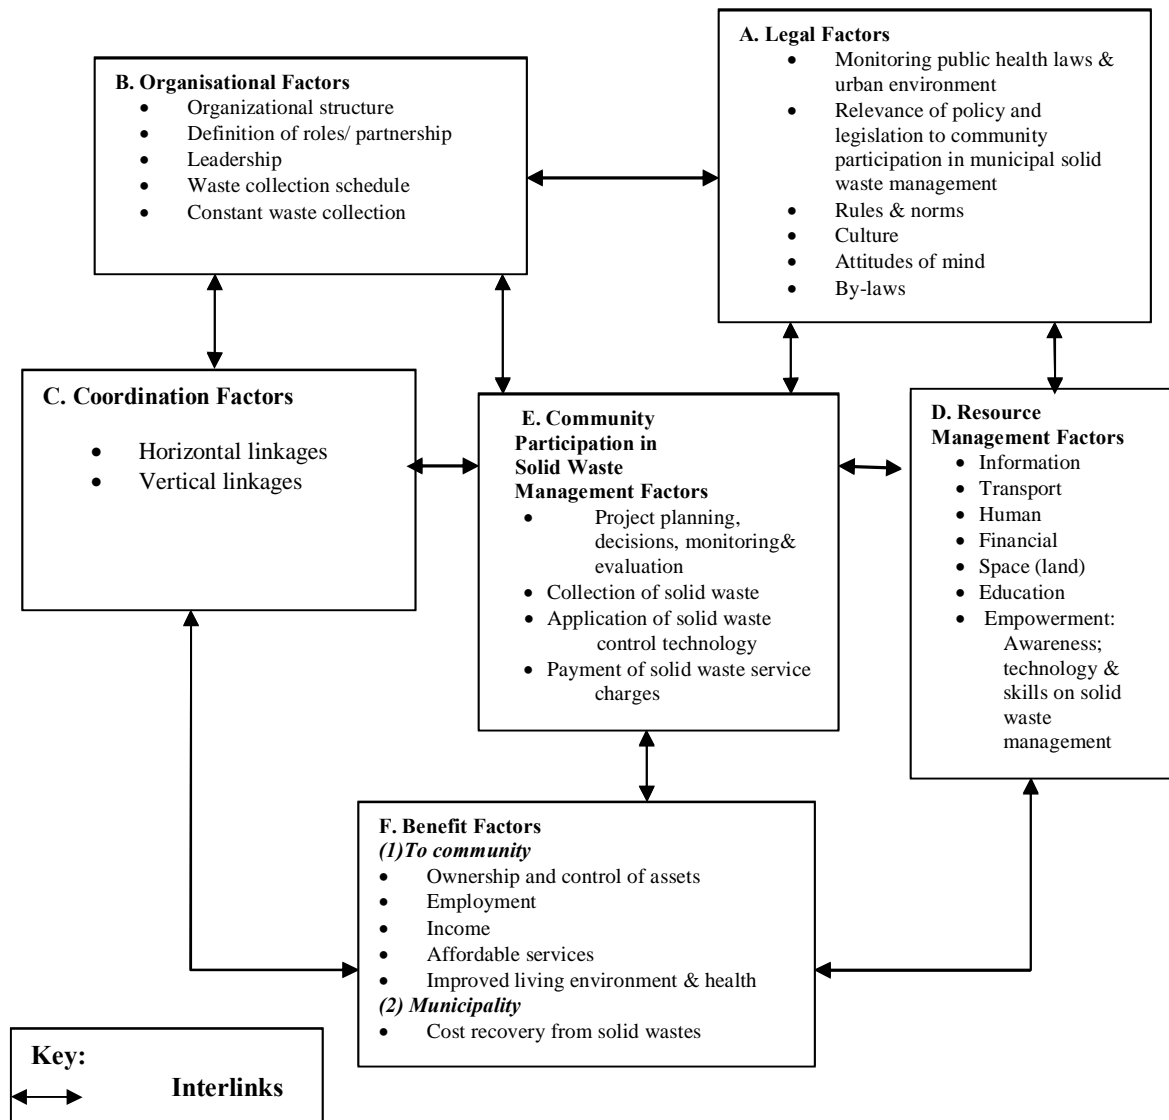 A. Legal Factors
• Monitoring public health laws &
urban environment
• Relevance of policy and
legislation to community
participation in municipal solid
waste management
• Rules & norms
• Culture
• Attitudes of mind
• By-laws
B. Organisational Factors
• Organizational structure
• Definition of roles/ partnership
• Leadership
• Waste collection schedule
• Constant waste collection
C. Coordination Factors
• Horizontal linkages
• Vertical linkages
E. Community
Participation in
Solid Waste
Management Factors
• Project planning,
decisions, monitoring&
evaluation
• Collection of solid waste
• Application of solid waste
control technology
• Payment of solid waste service
charges
D. Resource
Management Factors
• Information
• Transport
• Human
• Financial
• Space (land)
• Education
• Empowerment:
Awareness;
technology &
skills on solid
waste
management
F. Benefit Factors
(1)To community
• Ownership and control of assets
• Employment
• Income
• Affordable services
• Improved living environment & health
(2) Municipality
• Cost recovery from solid wastes
Key:
Interlinks